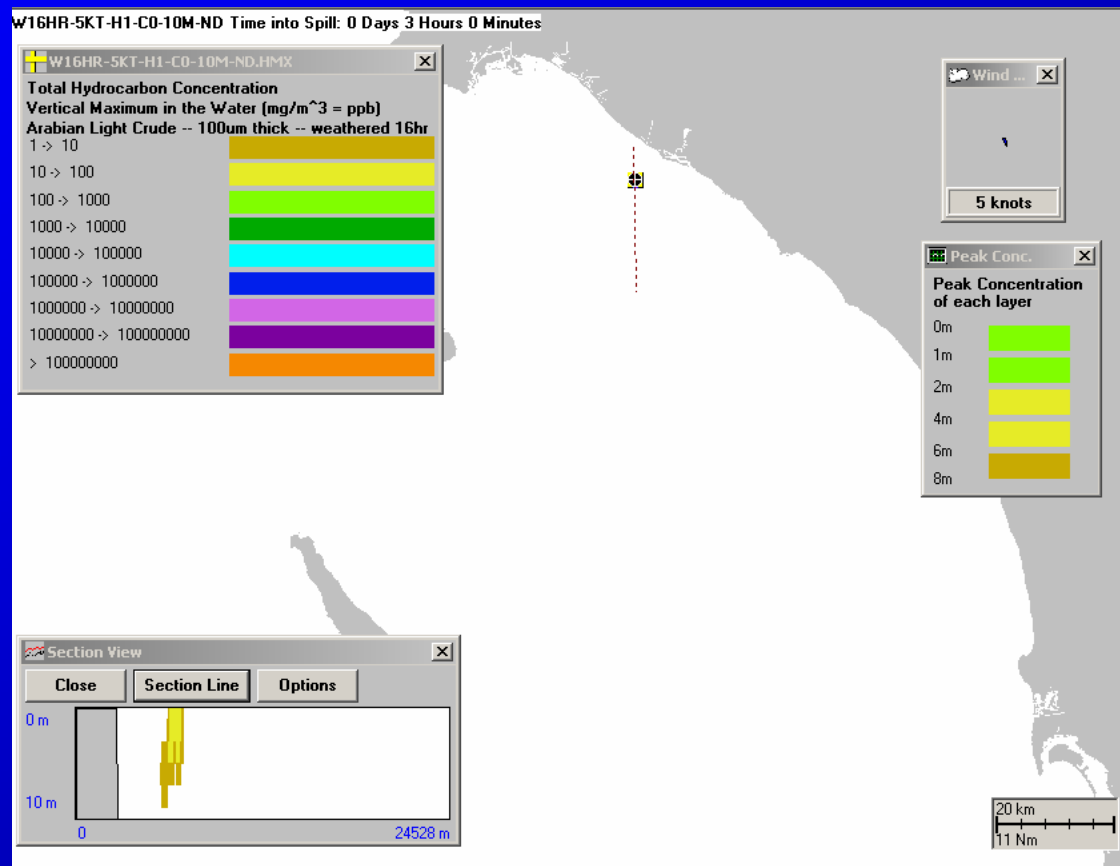 W16HR-5KT-H1-C0-10M-ND Time into Spill: 0 Days 3 Hours 0 Minutes
W16HR-5KT-H1-C0-10M-ND.HMX
Total Hydrocarbon Concentration
Vertical Maximum in the Water (mg/m^3 = ppb)
Arabian Light Crude -- 100um thick -- weathered 16hr
1 -> 10
10 -> 100
100 -> 1000
1000 -> 10000
10000 -> 100000
100000 -> 1000000
1000000 -> 10000000
10000000 -> 100000000
> 100000000
Wind ...
5 knots
Peak Conc.
Peak Concentration
of each layer
0m
1m
2m
4m
6m
8m
Section View
Close Section Line Options
0 m
10 m
0 24528 m
20 km
11 Nm